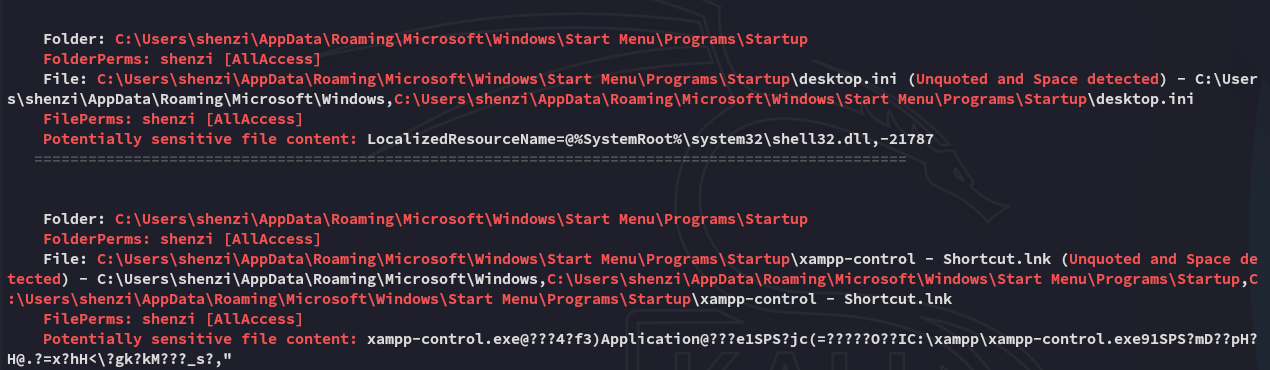 Folder: C:\Users\shenzi\AppData\Roaming\Microsoft\Windows\Start Menu\Programs\Startup
FolderPerms: shenzi [AllAccess]
File: C:\Users\shenzi\AppData\Roaming\Microsoft\Windows\Start Menu\Programs\Startup\desktop.ini (Unquoted and Space detected) - C:\User
s\shenzi\AppData\Roaming\Microsoft\Windows,C:\Users\shenzi\AppData\Roaming\Microsoft\Windows\Start Menu\Programs\Startup\desktop.ini
FilePerms: shenzi [AllAccess]
Potentially sensitive file content: LocalizedResourceName=@%SystemRoot%\system32\shell32.dll,-21787
=================================================================================================
Folder: C:\Users\shenzi\AppData\Roaming\Microsoft\Windows\Start Menu\Programs\Startup
FolderPerms: shenzi [AllAccess]
File: C:\Users\shenzi\AppData\Roaming\Microsoft\Windows\Start Menu\Programs\Startup\xampp-control - Shortcut.lnk (Unquoted and Space de
tected) - C:\Users\shenzi\AppData\Roaming\Microsoft\Windows,C:\Users\shenzi\AppData\Roaming\Microsoft\Windows\Start Menu\Programs\Startup,C
:\Users\shenzi\AppData\Roaming\Microsoft\Windows\Start Menu\Programs\Startup\xampp-control - Shortcut.lnk
FilePerms: shenzi [AllAccess]
Potentially sensitive file content: xampp-control.exe@???4?f3)Application@???e1SPS?jc(=?????O??IC:\xampp\xampp-control.exe91SPS?mD??pH?
H@.?=x?hH<\?gk?kM???_s?,"
KALI